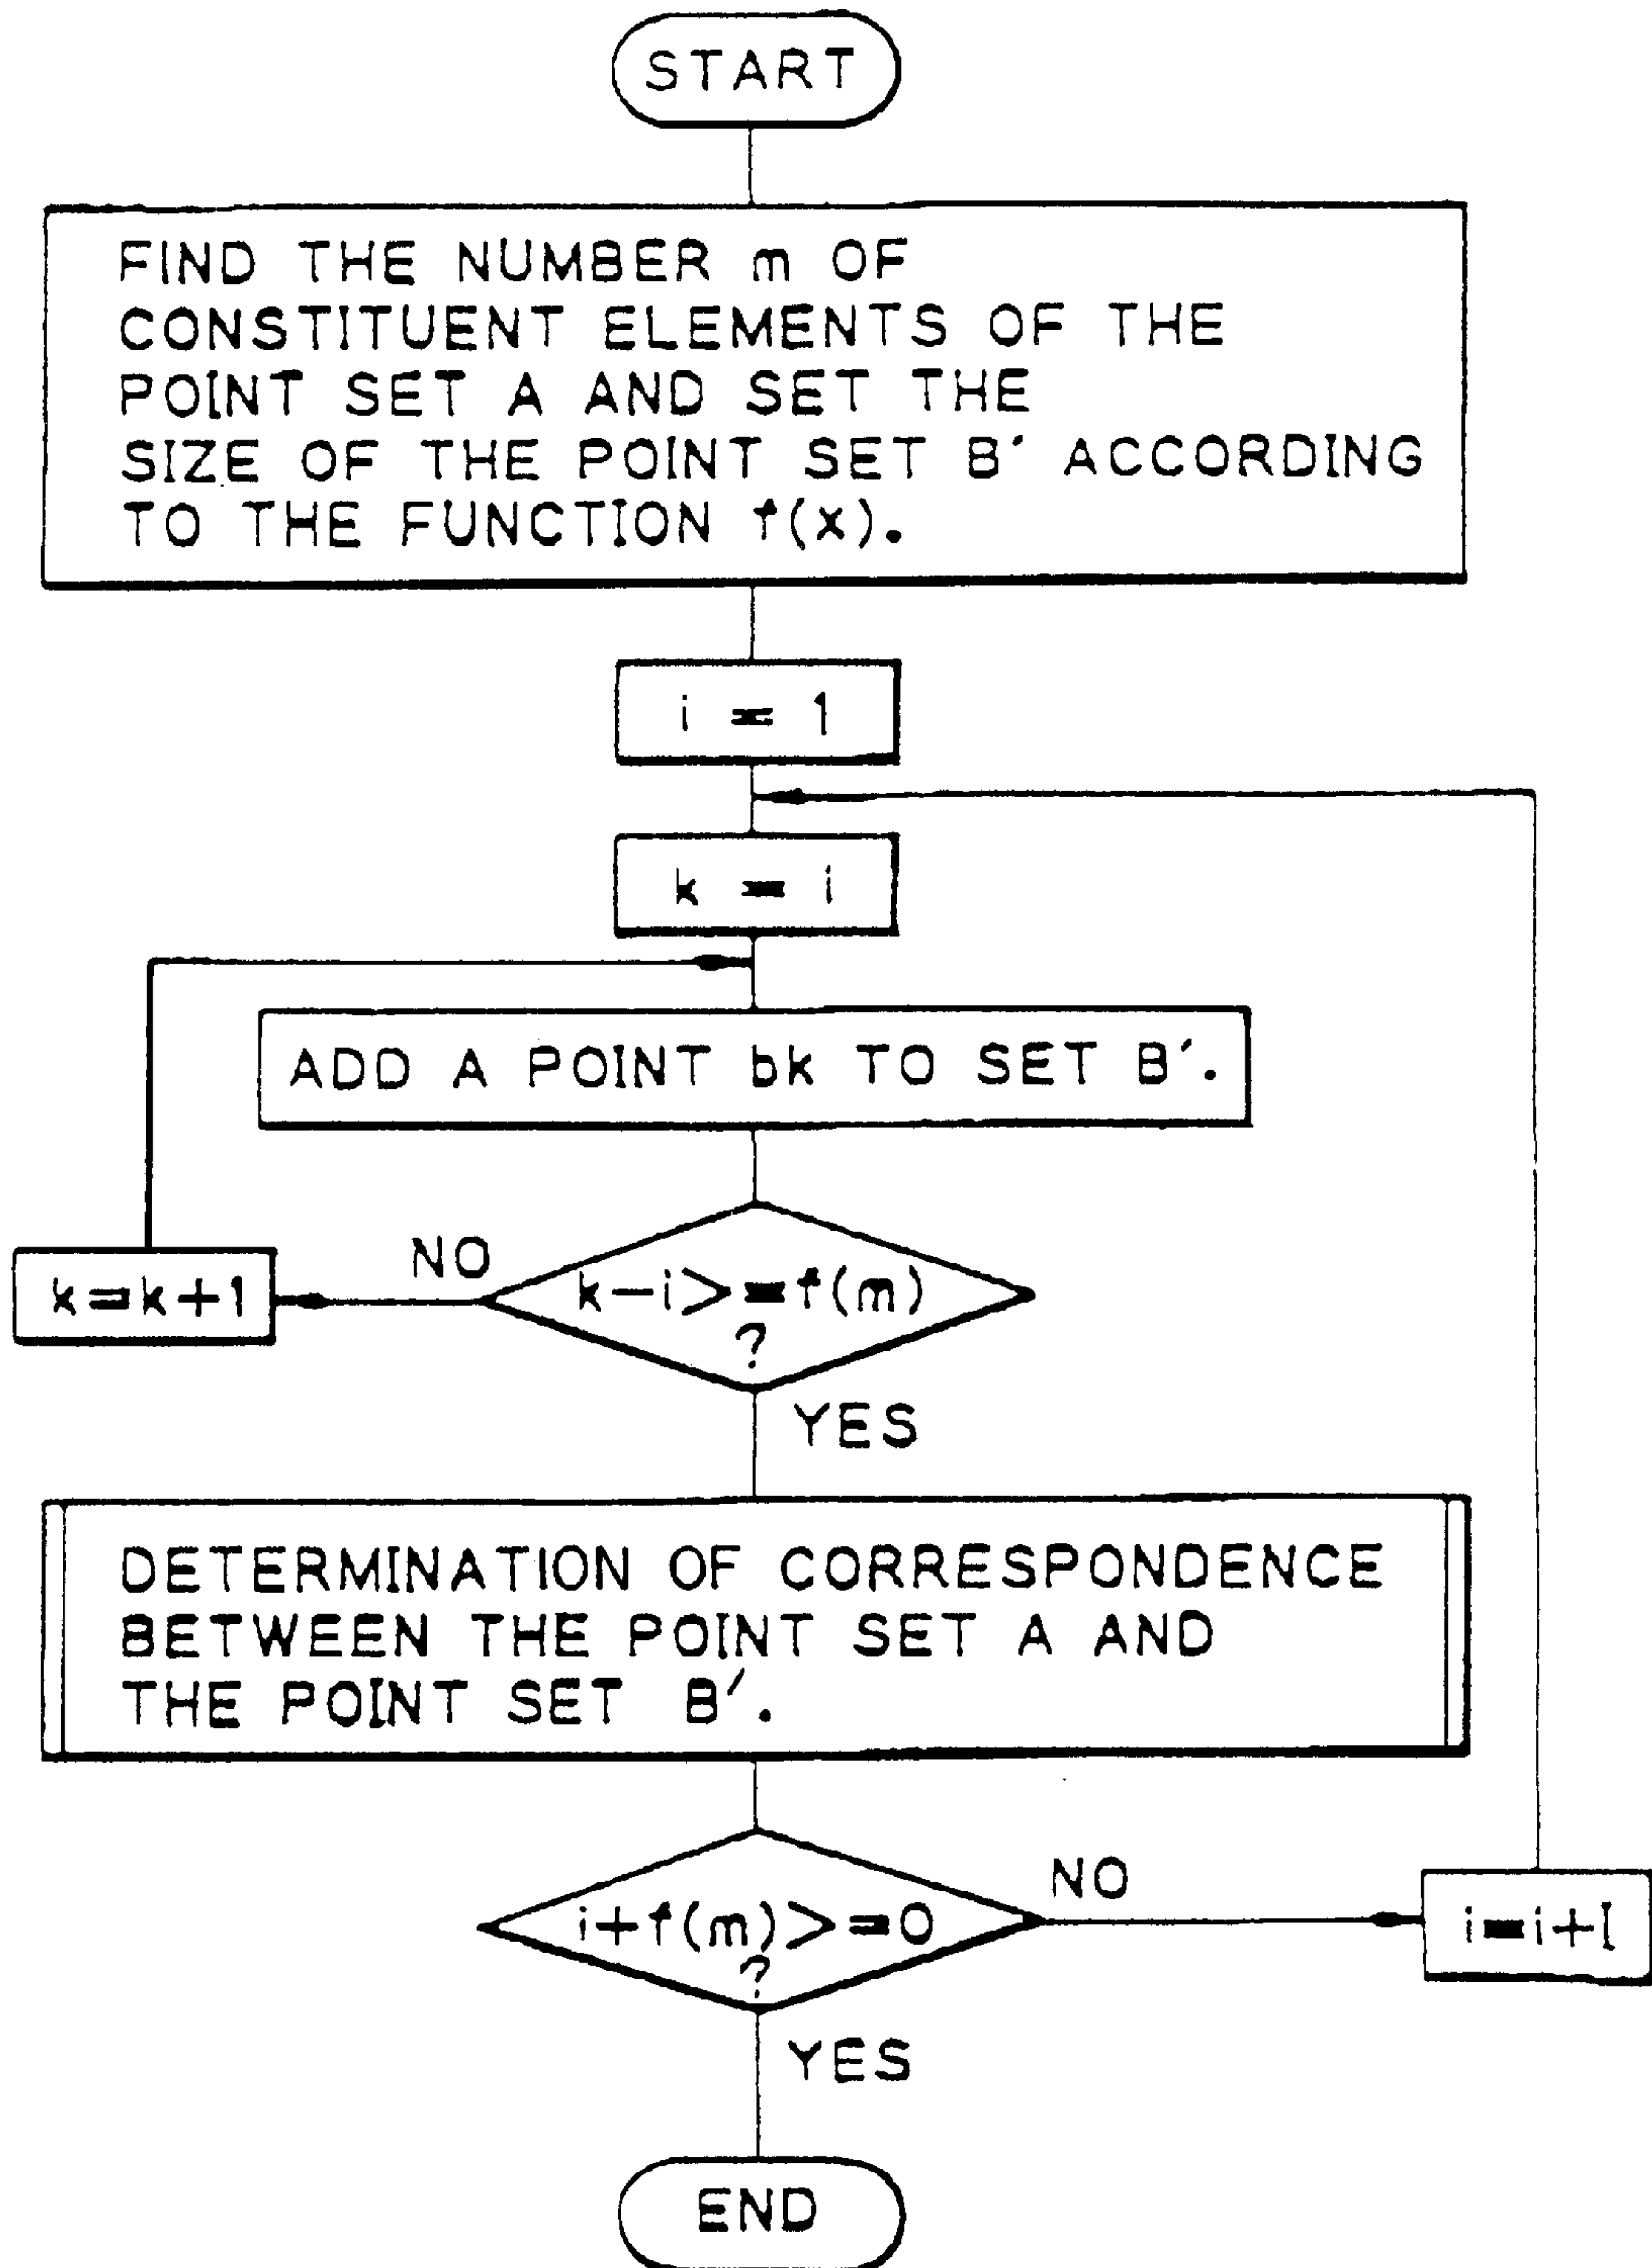 START
FIND THE NUMBER m OF
CONSTITUENT ELEMENTS OF THE
POINT SET A AND SET THE
SIZE OF THE POINT SET B' ACCORDING
TO THE FUNCTION f(x).
i = 1
k = i
ADD A POINT bk TO SET B'.
NO
k=k+1
k-i>=f(m)
?
YES
DETERMINATION OF CORRESPONDENCE
BETWEEN THE POINT SET A AND
THE POINT SET B'.
NO
i+f(m)>=0
?
i=i+I
YES
END